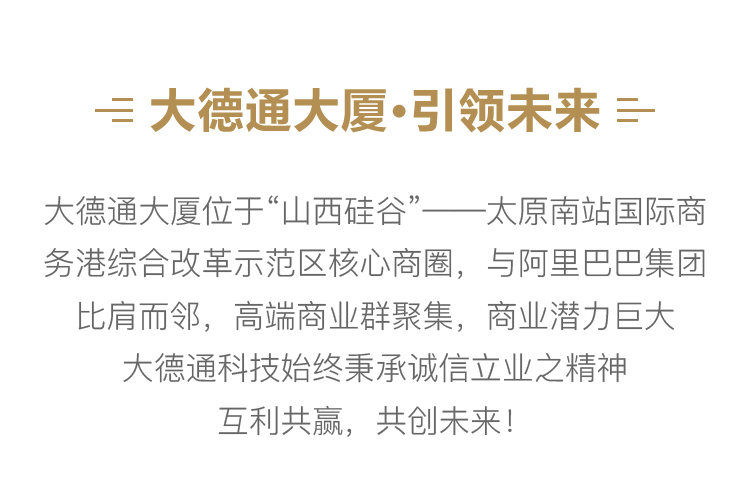 大德通大厦·引领未来
大德通大厦位于“山西硅谷”——太原南站国际商
务港综合改革示范区核心商圈，与阿里巴巴集团
比肩而邻，高端商业群聚集，商业潜力巨大
大德通科技始终秉承诚信立业之精神
互利共赢，共创未来！